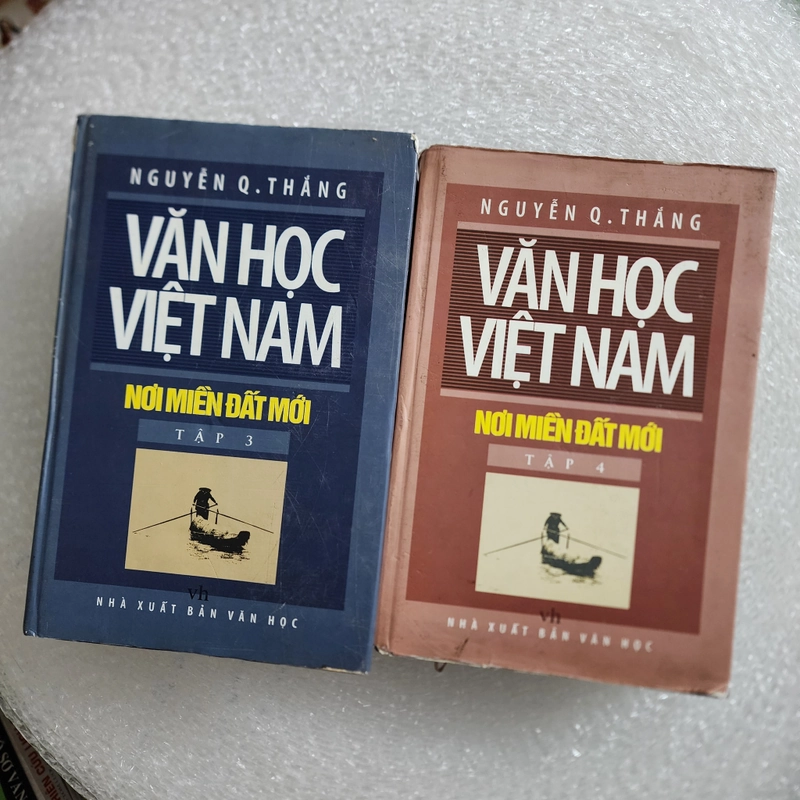 NGUYỄN Q. THẮNG
VĂN HỌC
VIỆT NAM
NƠI MIỀN ĐẤT MỚI
TẬP 3
vh
NHÀ XUẤT BẢN VĂN HỌC
NGUYỄN Q. THẮNG
VĂN HỌC
VIỆT NAM
NƠI MIỀN ĐẤT MỚI
TẬP 4
vh
NHÀ XUẤT BẢN VĂN HỌC